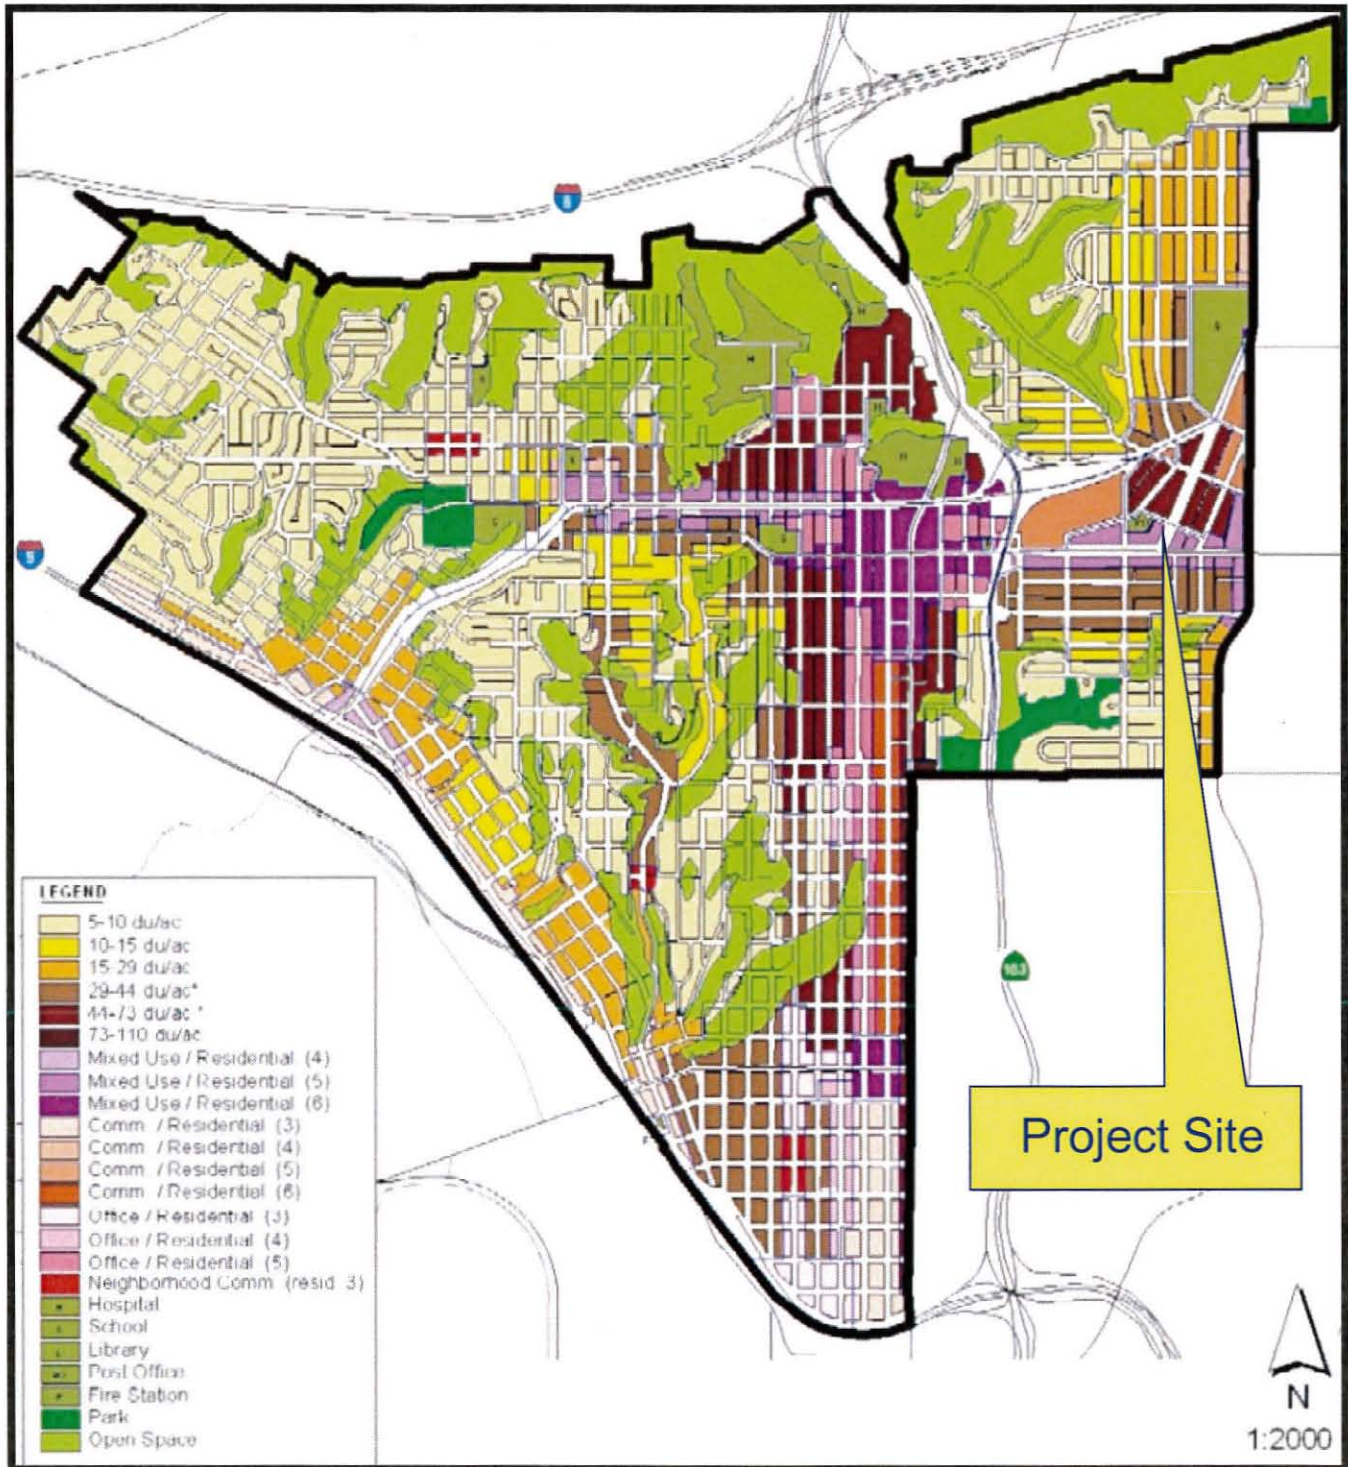 8
5
163
LEGEND
5-10 du/ac
10-15 du/ac
15-29 du/ac
29-44 du/ac*
44-73 du/ac *
73-110 du/ac
Mixed Use / Residential (4)
Mixed Use / Residential (5)
Mixed Use / Residential (6)
Comm. / Residential (3)
Comm. / Residential (4)
Comm. / Residential (5)
Comm. / Residential (6)
Office / Residential (3)
Office / Residential (4)
Office / Residential (5)
Neighborhood Comm. (resid. 3)
Hospital
School
Library
Post Office
Fire Station
Park
Open Space
Project Site
N
1:2000